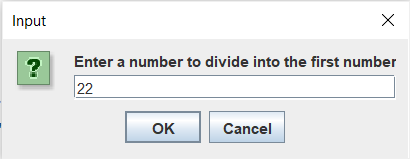 Input
?
Enter a number to divide into the first number
22
OK Cancel